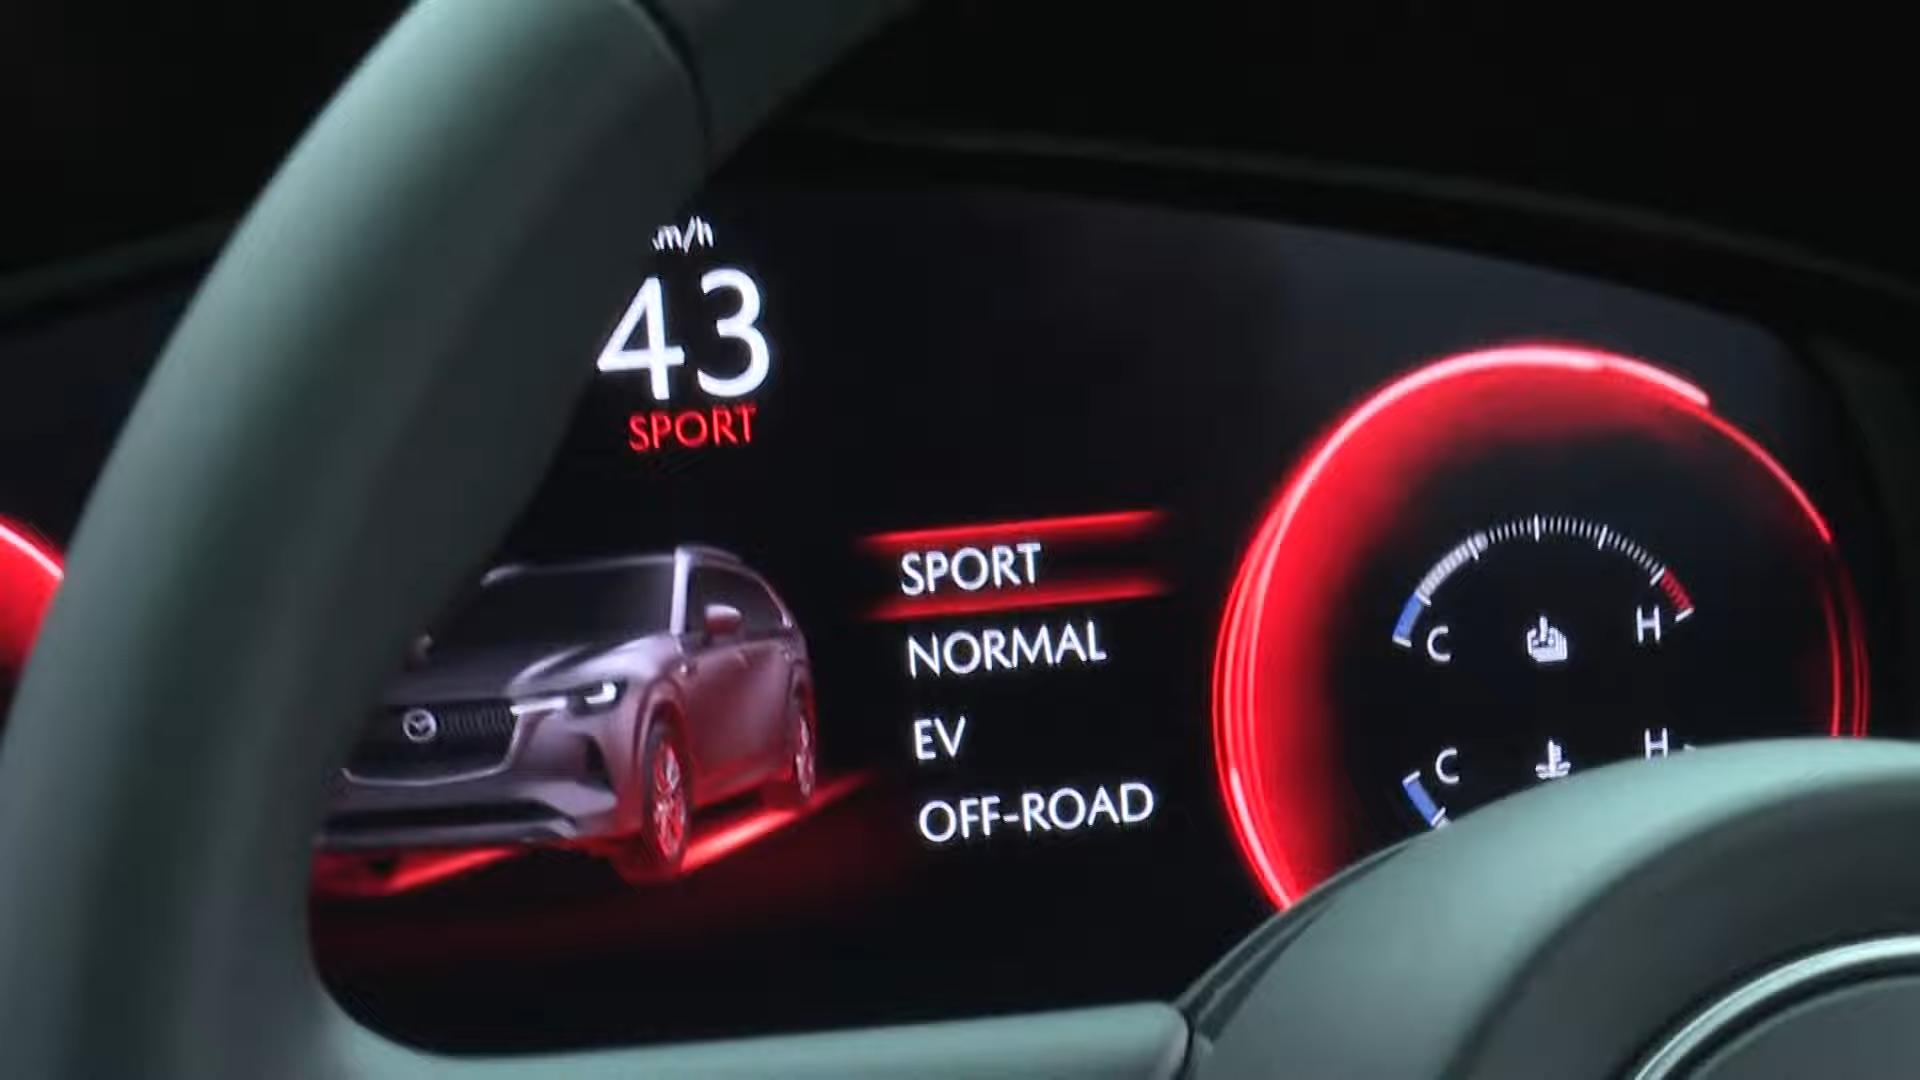 m/h
43
SPORT
SPORT
NORMAL
EV
OFF-ROAD
C H
C H